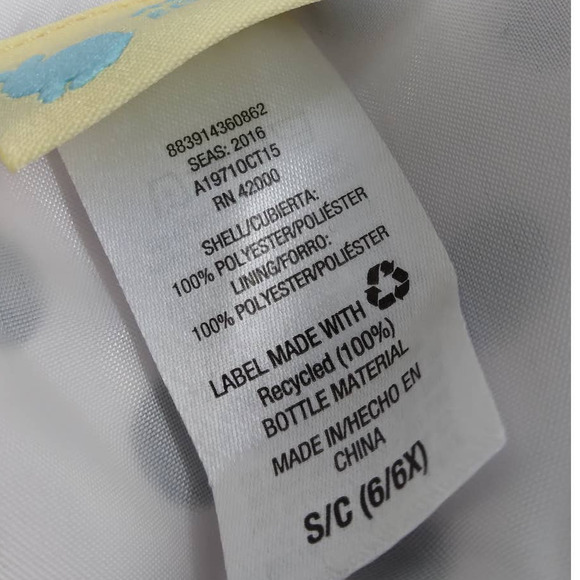 883914360862
SEAS: 2016
A1971OCT15
RN 42000
SHELL/CUBIERTA:
100% POLYESTER/POLIÉSTER
LINING/FORRO:
100% POLYESTER/POLIÉSTER
LABEL MADE WITH
Recycled (100%)
BOTTLE MATERIAL
MADE IN/HECHO EN
CHINA
S/C (6/6X)